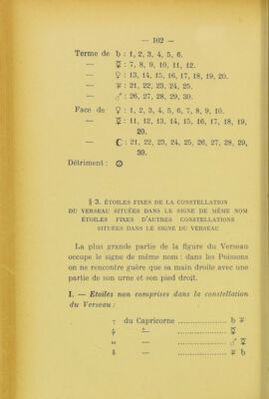 — 102 —
Terme de ♄ : 1, 2, 3, 4, 5, 6.
— ☿ : 7, 8, 9, 10, 11, 12.
— ♀ : 13, 14, 15, 16, 17, 18, 19, 20.
— ♃ : 21, 22, 23, 24, 25.
— ♂ : 26, 27, 28, 29, 30.
Face de ♀ : 1, 2, 3, 4, 5, 6, 7, 8, 9, 10.
— ☿ : 11, 12, 13, 14, 15, 16, 17, 18, 19,
20.
— ☾ : 21, 22, 23, 24, 25, 26, 27, 28, 29,
30.
Détriment : ☉
§ 3. ÉTOILES FIXES DE LA CONSTELLATION
DU VERSEAU SITUÉES DANS LE SIGNE DE MÊME NOM
ÉTOILES FIXES D'AUTRES CONSTELLATIONS
SITUÉES DANS LE SIGNE DU VERSEAU
La plus grande partie de la figure du Verseau
occupe le signe de même nom : dans les Poissons
on ne rencontre guère que sa main droite avec une
partie de son urne et son pied droit.
I. — Etoiles non comprises dans la constellation
du Verseau :
du Capricorne .................. ♄ ☿
— .................. ☿
— .................. ♂ ☿
— .................. ♄